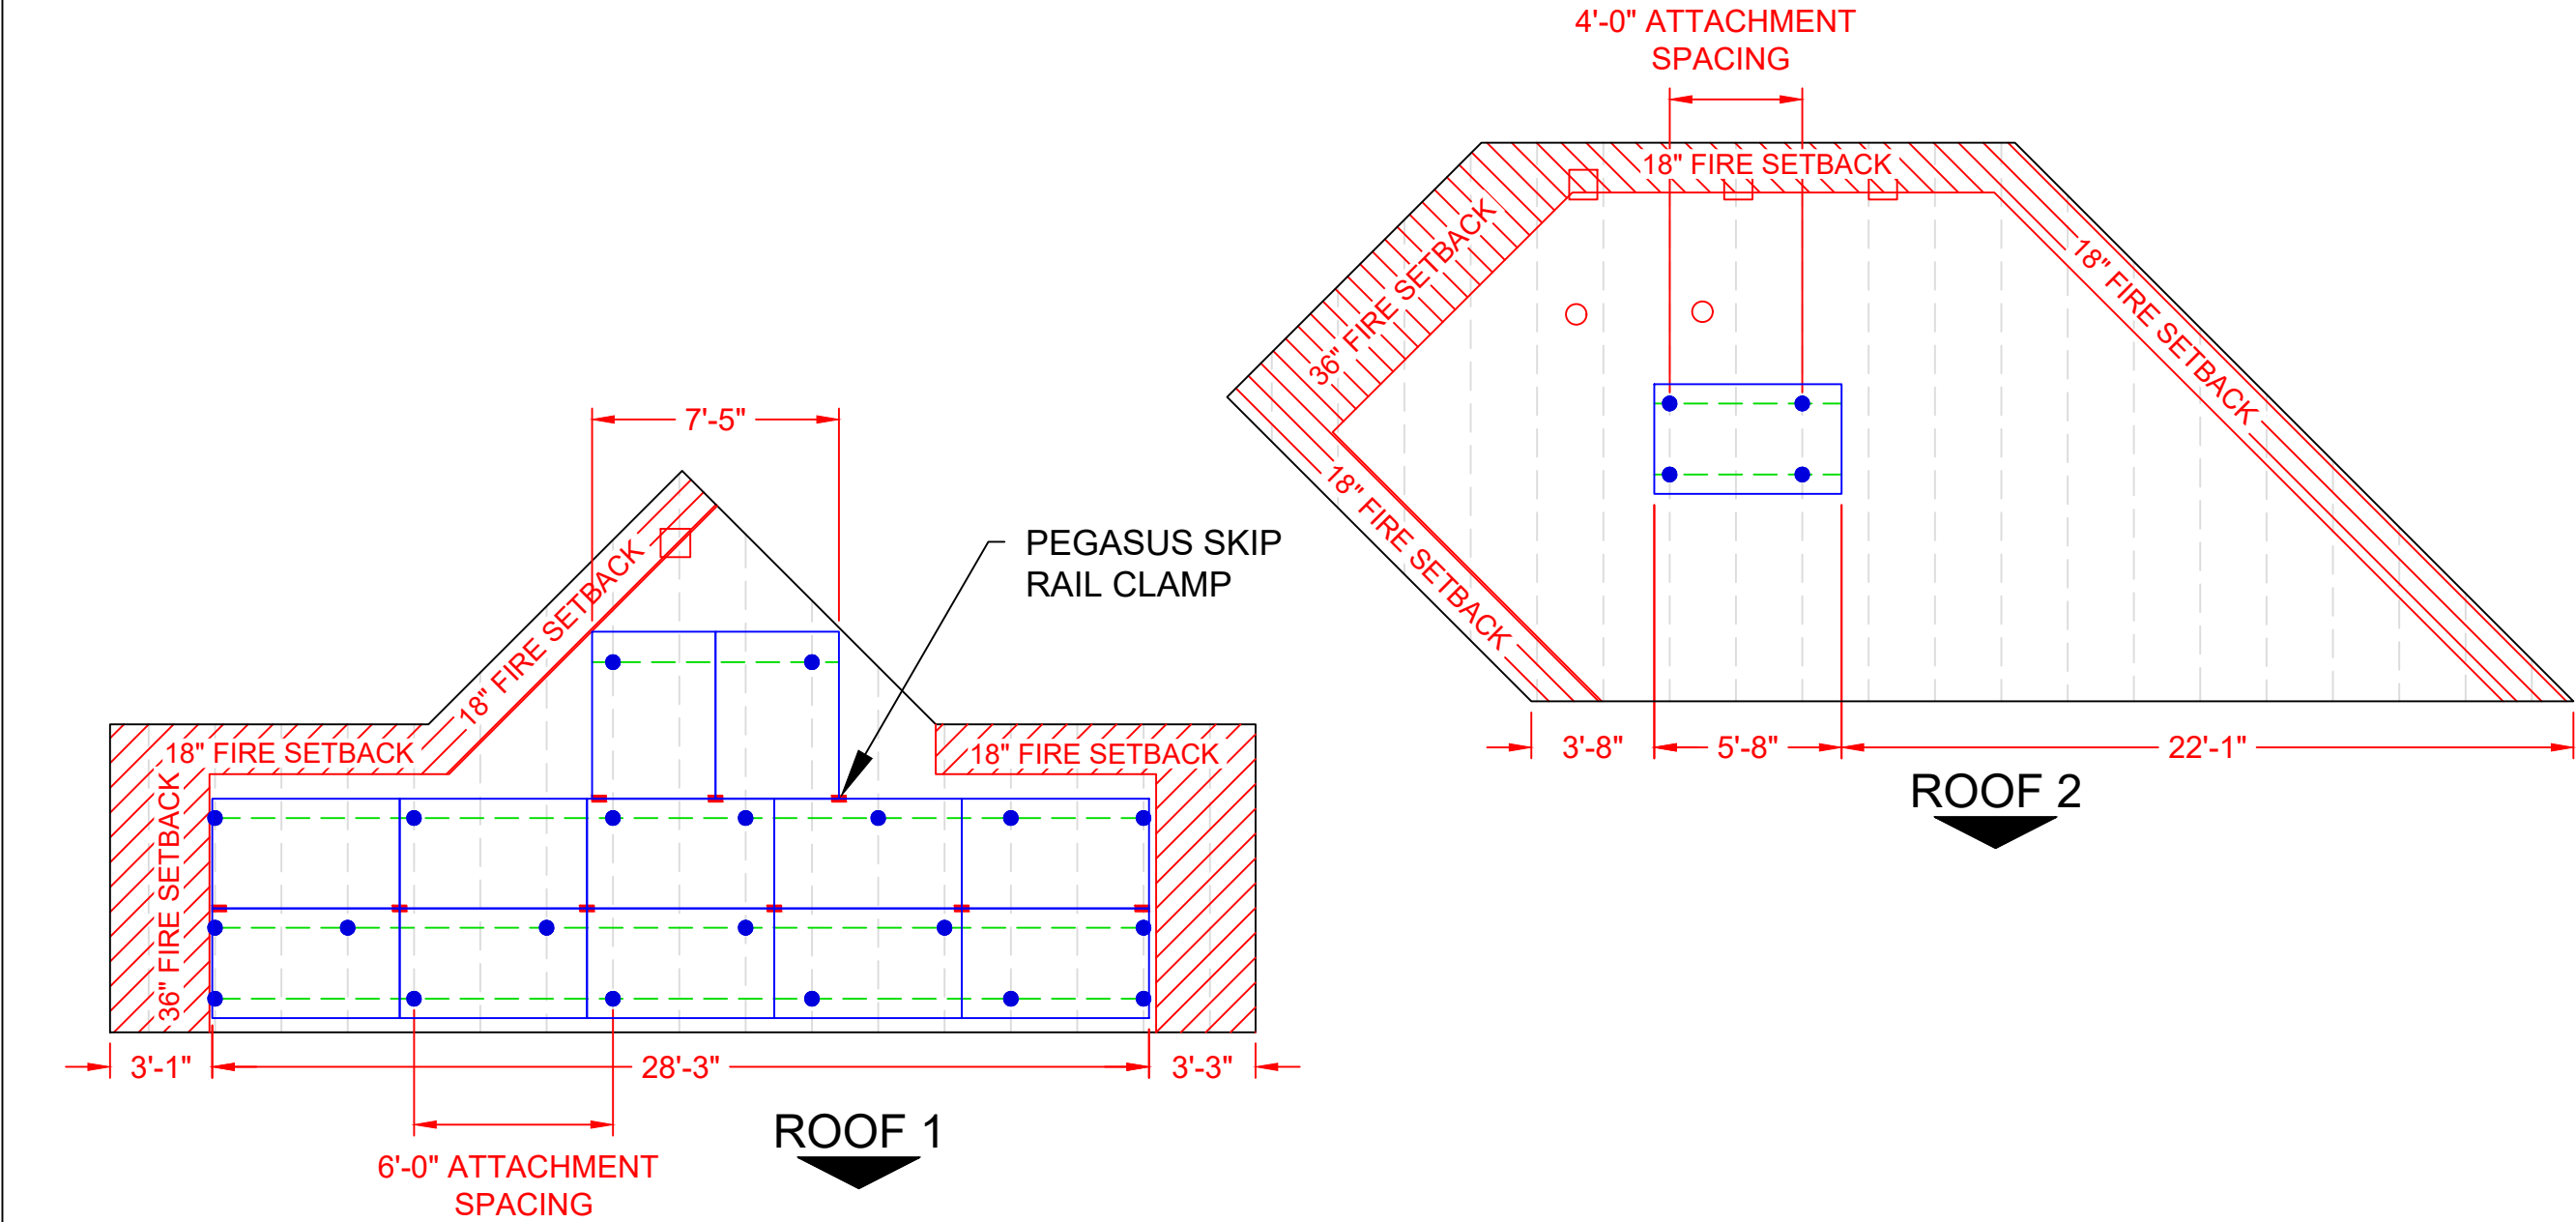 4'-0" ATTACHMENT
SPACING
18" FIRE SETBACK
36" FIRE SETBACK
18" FIRE SETBACK
18" FIRE SETBACK
3'-8"
5'-8"
22'-1"
ROOF 2
7'-5"
PEGASUS SKIP
RAIL CLAMP
18" FIRE SETBACK
18" FIRE SETBACK
18" FIRE SETBACK
36" FIRE SETBACK
3'-1"
28'-3"
3'-3"
ROOF 1
6'-0" ATTACHMENT
SPACING